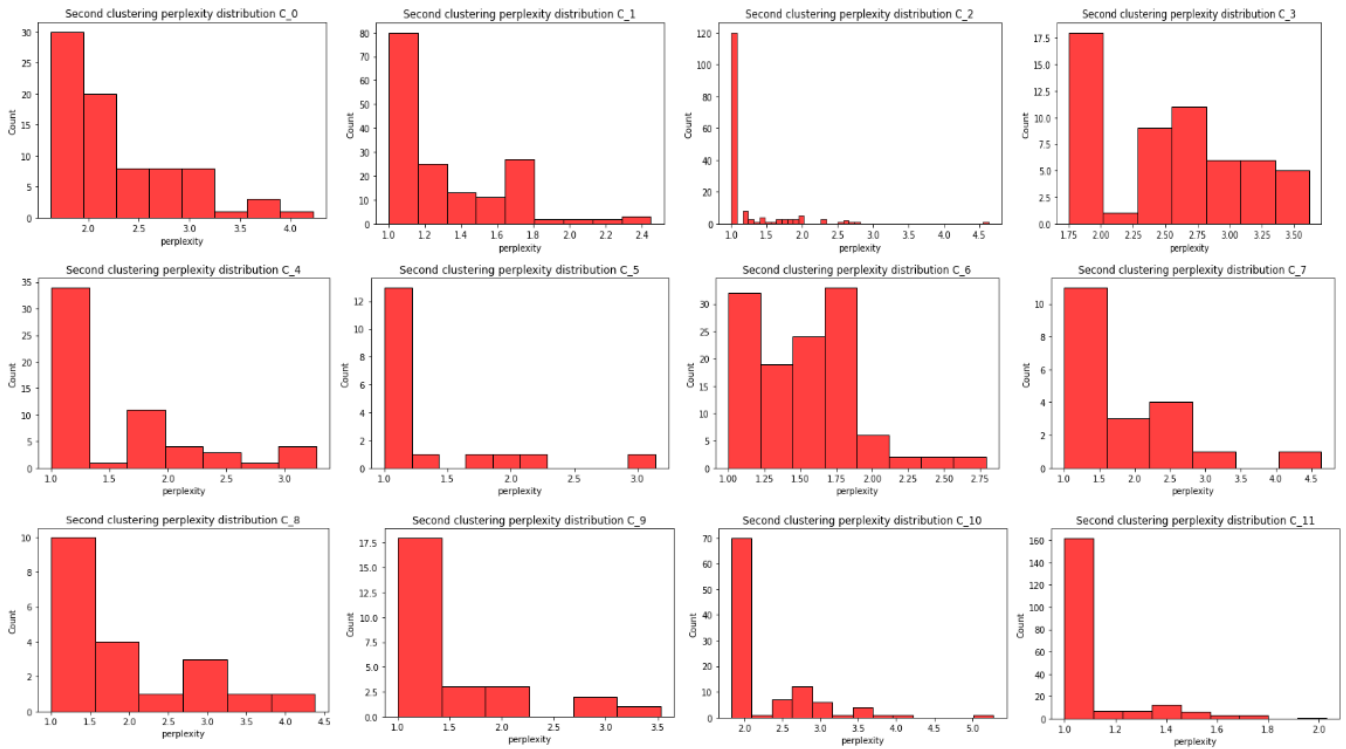 Second clustering perplexity distribution C_0
30
25
20
15
10
5
0
Count
2.0 2.5 3.0 3.5 4.0
perplexity
Second clustering perplexity distribution C_1
80
70
60
50
40
30
20
10
0
Count
1.0 1.2 1.4 1.6 1.8 2.0 2.2 2.4
perplexity
Second clustering perplexity distribution C_2
120
100
80
60
40
20
0
Count
1.0 1.5 2.0 2.5 3.0 3.5 4.0 4.5
perplexity
Second clustering perplexity distribution C_3
17.5
15.0
12.5
10.0
7.5
5.0
2.5
0.0
Count
1.75 2.00 2.25 2.50 2.75 3.00 3.25 3.50
perplexity
Second clustering perplexity distribution C_4
35
30
25
20
15
10
5
0
Count
1.0 1.5 2.0 2.5 3.0
perplexity
Second clustering perplexity distribution C_5
12
10
8
6
4
2
0
Count
1.0 1.5 2.0 2.5 3.0
perplexity
Second clustering perplexity distribution C_6
30
25
20
15
10
5
0
Count
1.00 1.25 1.50 1.75 2.00 2.25 2.50 2.75
perplexity
Second clustering perplexity distribution C_7
10
8
6
4
2
0
Count
1.0 1.5 2.0 2.5 3.0 3.5 4.0 4.5
perplexity
Second clustering perplexity distribution C_8
10
8
6
4
2
0
Count
1.0 1.5 2.0 2.5 3.0 3.5 4.0 4.5
perplexity
Second clustering perplexity distribution C_9
17.5
15.0
12.5
10.0
7.5
5.0
2.5
0.0
Count
1.0 1.5 2.0 2.5 3.0 3.5
perplexity
Second clustering perplexity distribution C_10
70
60
50
40
30
20
10
0
Count
2.0 2.5 3.0 3.5 4.0 4.5 5.0
perplexity
Second clustering perplexity distribution C_11
160
140
120
100
80
60
40
20
0
Count
1.0 1.2 1.4 1.6 1.8 2.0
perplexity